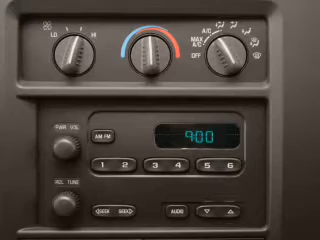 LO HI
A/C
MAX A/C
OFF
PWR VOL
AM FM
9:00
1 2 3 4 5 6
REC TUNE
SEEK SEEK
AUDIO